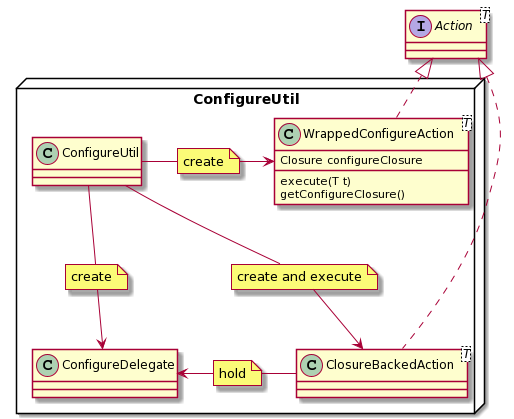 I Action T
ConfigureUtil
C ConfigureUtil
create
C WrappedConfigureAction T
Closure configureClosure
execute(T t)
getConfigureClosure()
create
create and execute
C ConfigureDelegate
hold
C ClosureBackedAction T